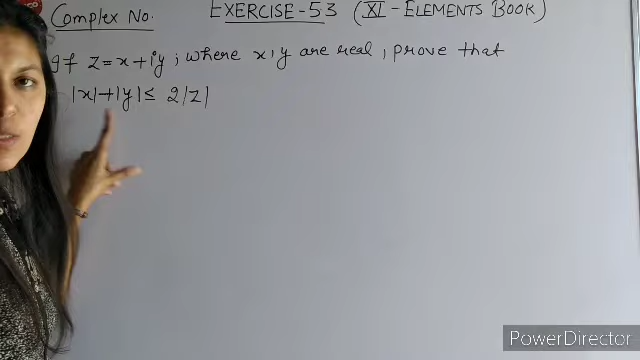 Complex No.
EXERCISE-53 (XI-ELEMENTS BOOK)
If z=x+iy ; where x,y are real, prove that
|x|+|y| ≤ 2|z|
PowerDirector